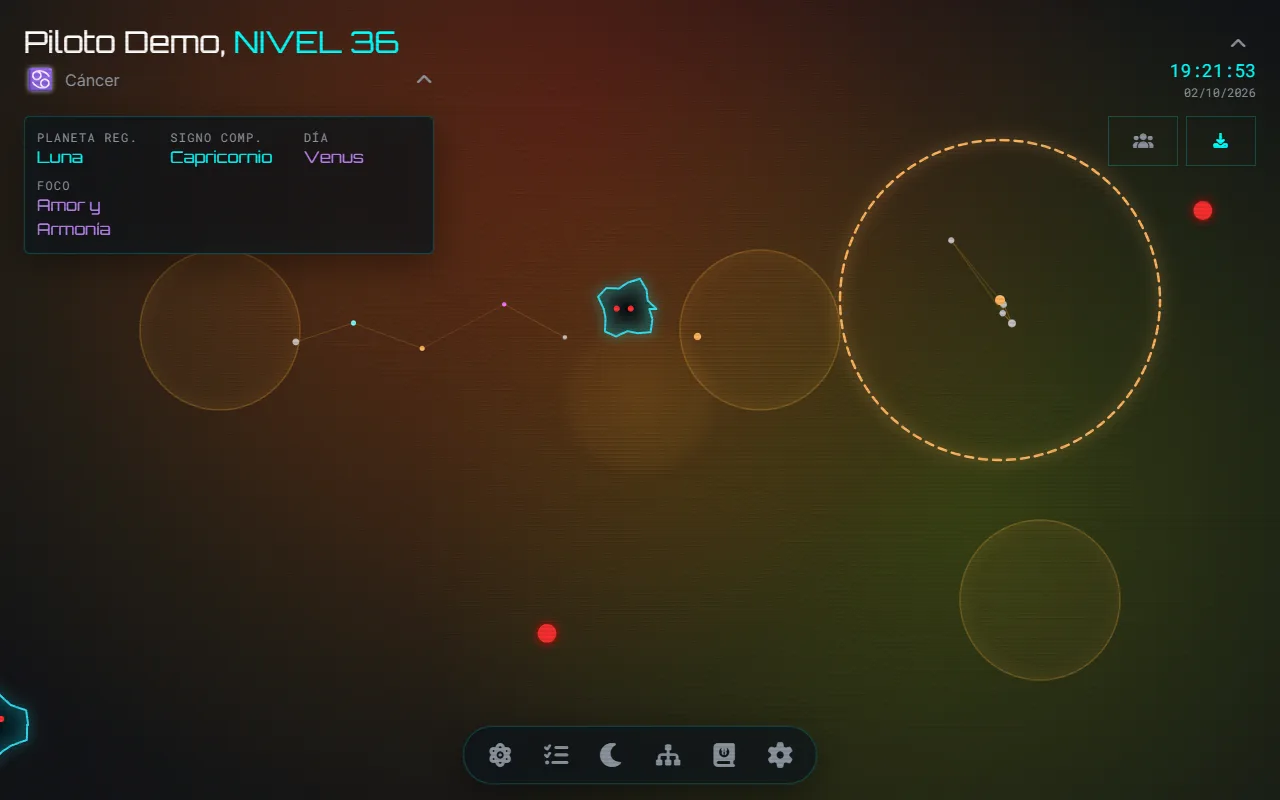 Piloto Demo, NIVEL 36
Cáncer
19:21:53
02/10/2026
PLANETA REG.
Luna
SIGNO COMP.
Capricornio
DÍA
Venus
FOCO
Amor y
Armonía